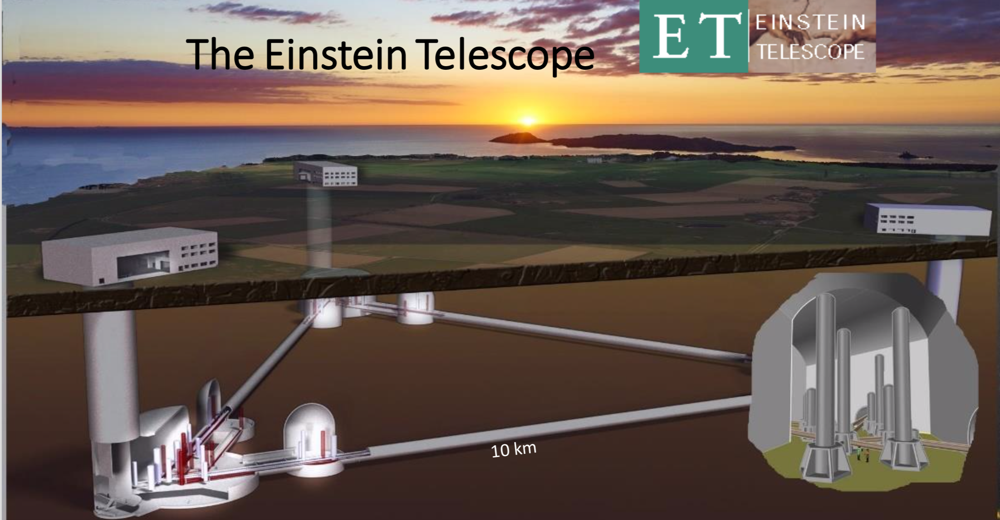 The Einstein Telescope
ET
EINSTEIN
TELESCOPE
10 km